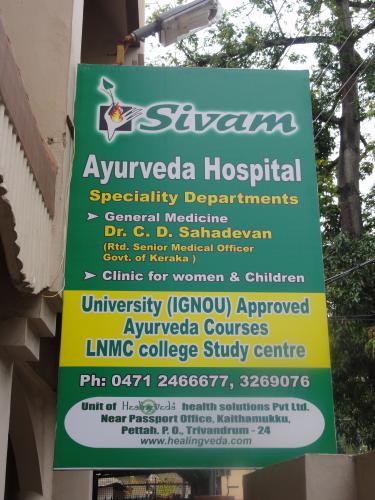 Sivam
Ayurveda Hospital
Speciality Departments
➤ General Medicine
Dr. C. D. Sahadevan
(Rtd. Senior Medical Officer
Govt. of Keraka )
➤ Clinic for women & Children
University (IGNOU) Approved
Ayurveda Courses
LNMC college Study centre
Ph: 0471 2466677, 3269076
Unit of Healing Veda health solutions Pvt Ltd.
Near Passport Office, Kaithamukku,
Pettah. P. O., Trivandrum - 24
www.healingveda.com